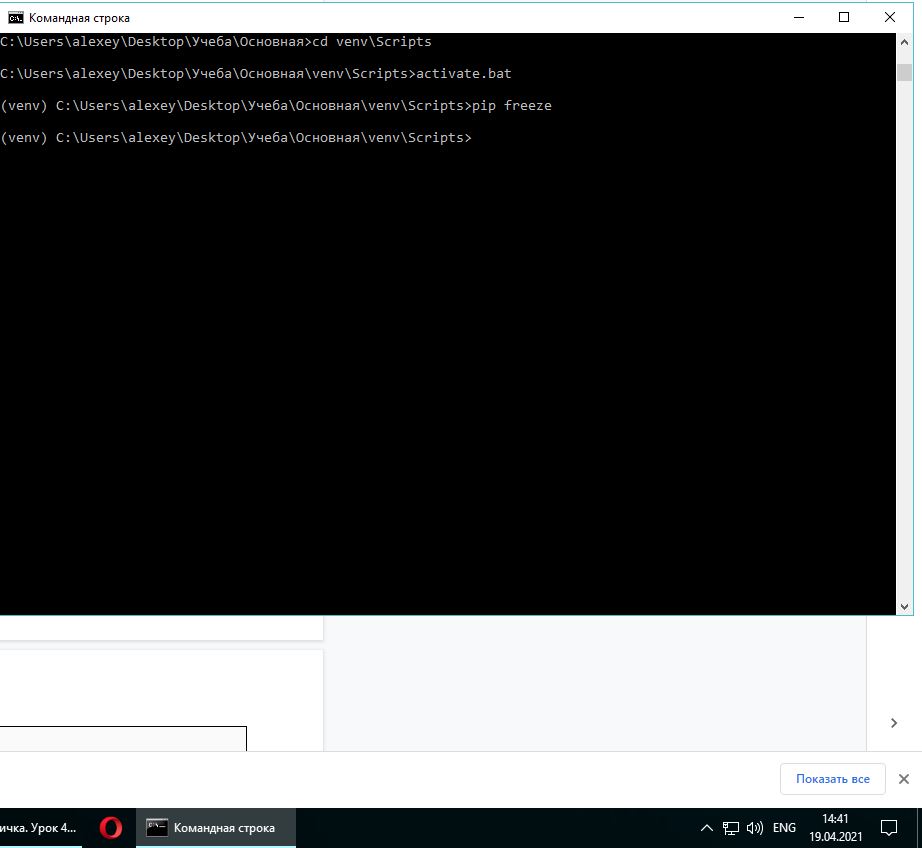 Командная строка
C:\Users\alexey\Desktop\Учеба\Основная>cd venv\Scripts
C:\Users\alexey\Desktop\Учеба\Основная\venv\Scripts>activate.bat
(venv) C:\Users\alexey\Desktop\Учеба\Основная\venv\Scripts>pip freeze
(venv) C:\Users\alexey\Desktop\Учеба\Основная\venv\Scripts>
Показать все
ичка. Урок 4...
Командная строка
ENG
14:41
19.04.2021